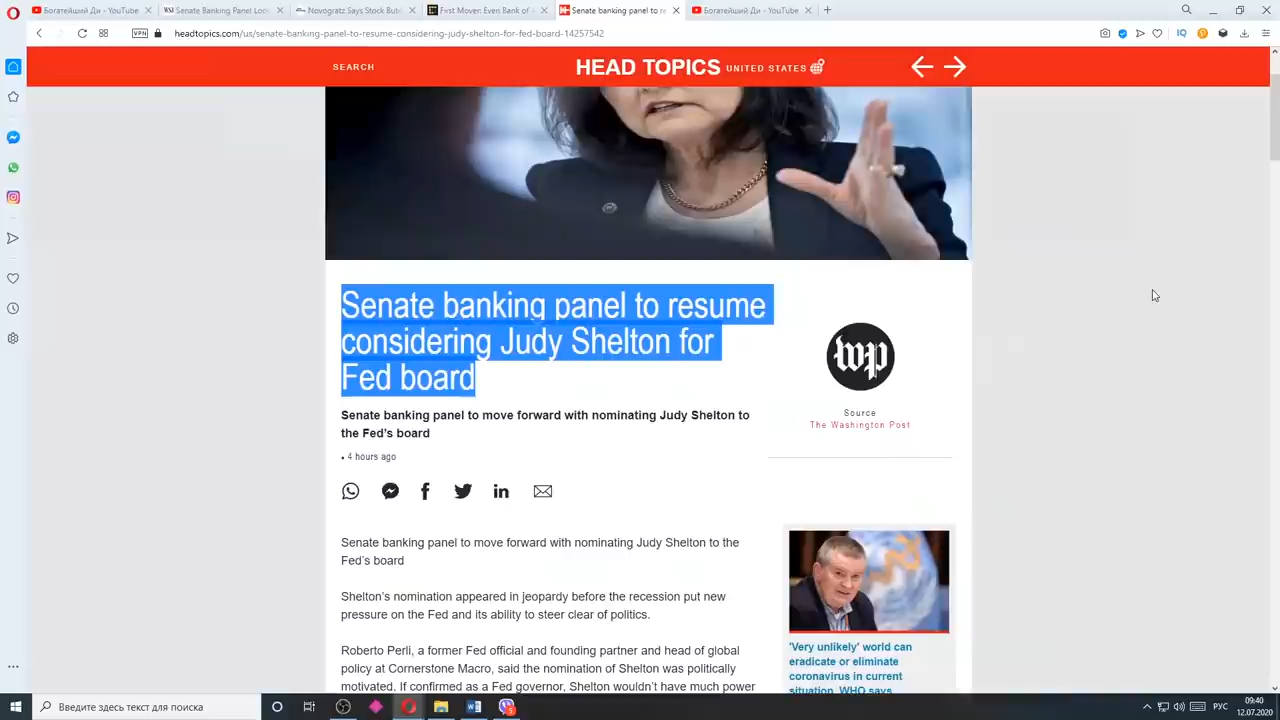 Богатейший Ди - YouTube
WSJ Senate Banking Panel Look
Novogratz Says Stock Bubb
First Mover: Even Bank of A
Senate banking panel to re
Богатейший Ди - YouTube
VPN
headtopics.com/us/senate-banking-panel-to-resume-considering-judy-shelton-for-fed-board-14257542
IQ
SEARCH
HEAD TOPICS UNITED STATES
Senate banking panel to resume
considering Judy Shelton for
Fed board
wp
Source
The Washington Post
Senate banking panel to move forward with nominating Judy Shelton to
the Fed's board
• 4 hours ago
Senate banking panel to move forward with nominating Judy Shelton to the
Fed's board
Shelton's nomination appeared in jeopardy before the recession put new
pressure on the Fed and its ability to steer clear of politics.
Roberto Perli, a former Fed official and founding partner and head of global
policy at Cornerstone Macro, said the nomination of Shelton was politically
motivated. If confirmed as a Fed governor, Shelton wouldn't have much power
'Very unlikely' world can
eradicate or eliminate
coronavirus in current
situation, WHO says
Введите здесь текст для поиска
РУС
09:40
12.07.2020